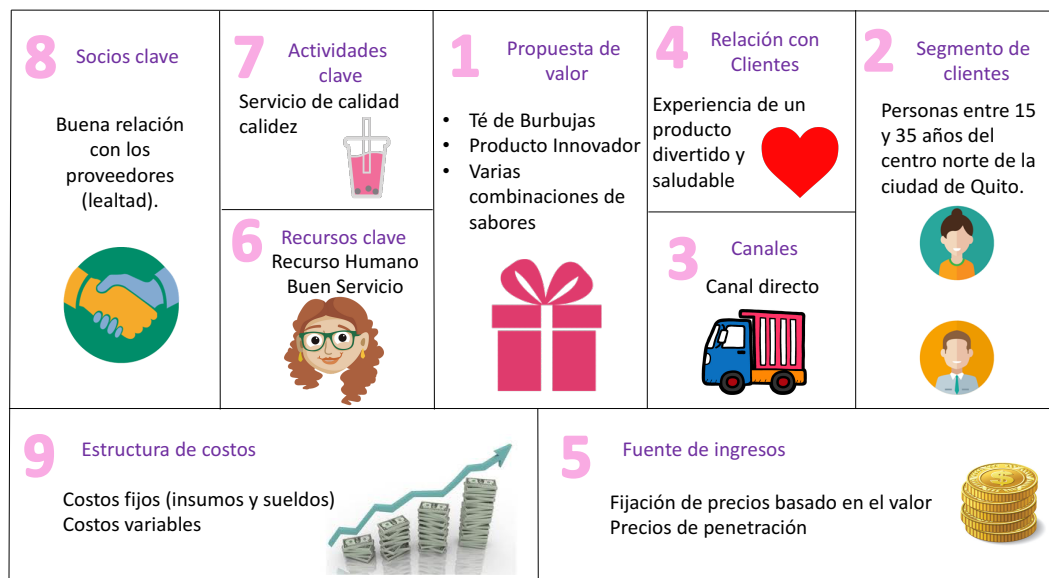 8 Socios clave
Buena relación
con los
proveedores
(lealtad).
7 Actividades
clave
Servicio de calidad
calidez
6 Recursos clave
Recurso Humano
Buen Servicio
1 Propuesta de
valor
• Té de Burbujas
• Producto Innovador
• Varias
combinaciones de
sabores
4 Relación con
Clientes
Experiencia de un
producto
divertido y
saludable
3 Canales
Canal directo
2 Segmento de
clientes
Personas entre 15
y 35 años del
centro norte de la
ciudad de Quito.
9 Estructura de costos
Costos fijos (insumos y sueldos)
Costos variables
5 Fuente de ingresos
Fijación de precios basado en el valor
Precios de penetración
$